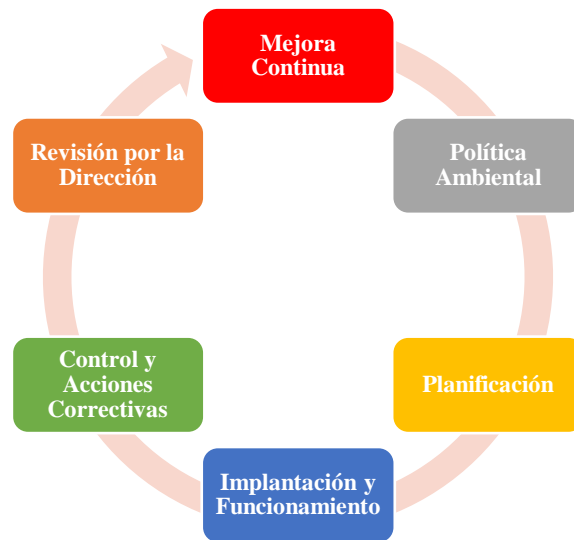 Mejora
Continua
Política
Ambiental
Planificación
Implantación y
Funcionamiento
Control y
Acciones
Correctivas
Revisión por la
Dirección